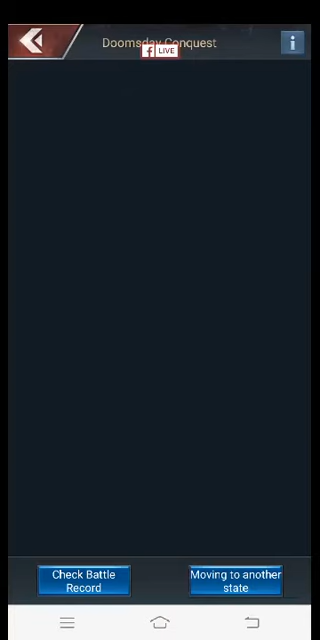 Doomsday Conquest
f LIVE
i
Check Battle
Record
Moving to another
state